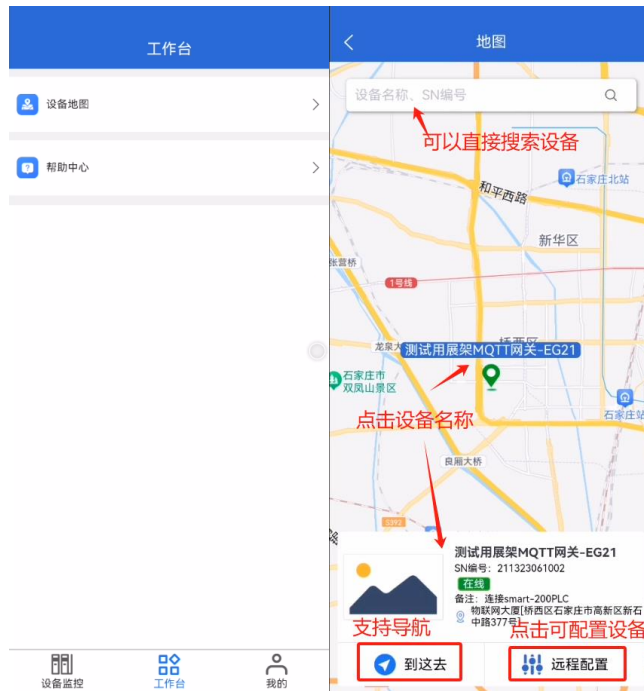 工作台
设备地图
帮助中心
设备监控
工作台
我的
地图
设备名称、SN编号
可以直接搜索设备
石家庄北站
和平西路
新华区
张营桥
1号线
龙泉大
桥西区
测试用展架MQTT网关-EG21
石家庄市
双凤山景区
石家庄站
点击设备名称
良厢大桥
S392
测试用展架MQTT网关-EG21
SN编号：211323061002
在线
备注：连接smart-200PLC
物联网大厦[桥西区石家庄市高新区新石
中路377号]
支持导航
点击可配置设备
到这去
远程配置